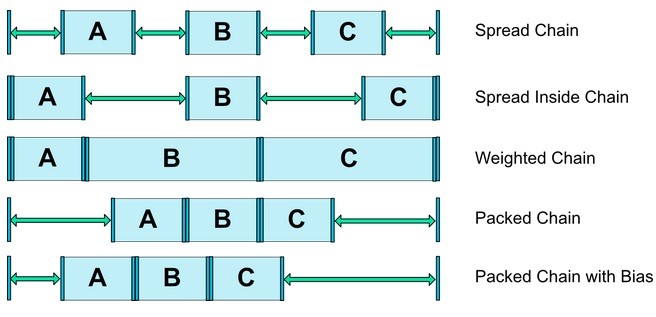 A B C Spread Chain
A B C Spread Inside Chain
A B C Weighted Chain
A B C Packed Chain
A B C Packed Chain with Bias